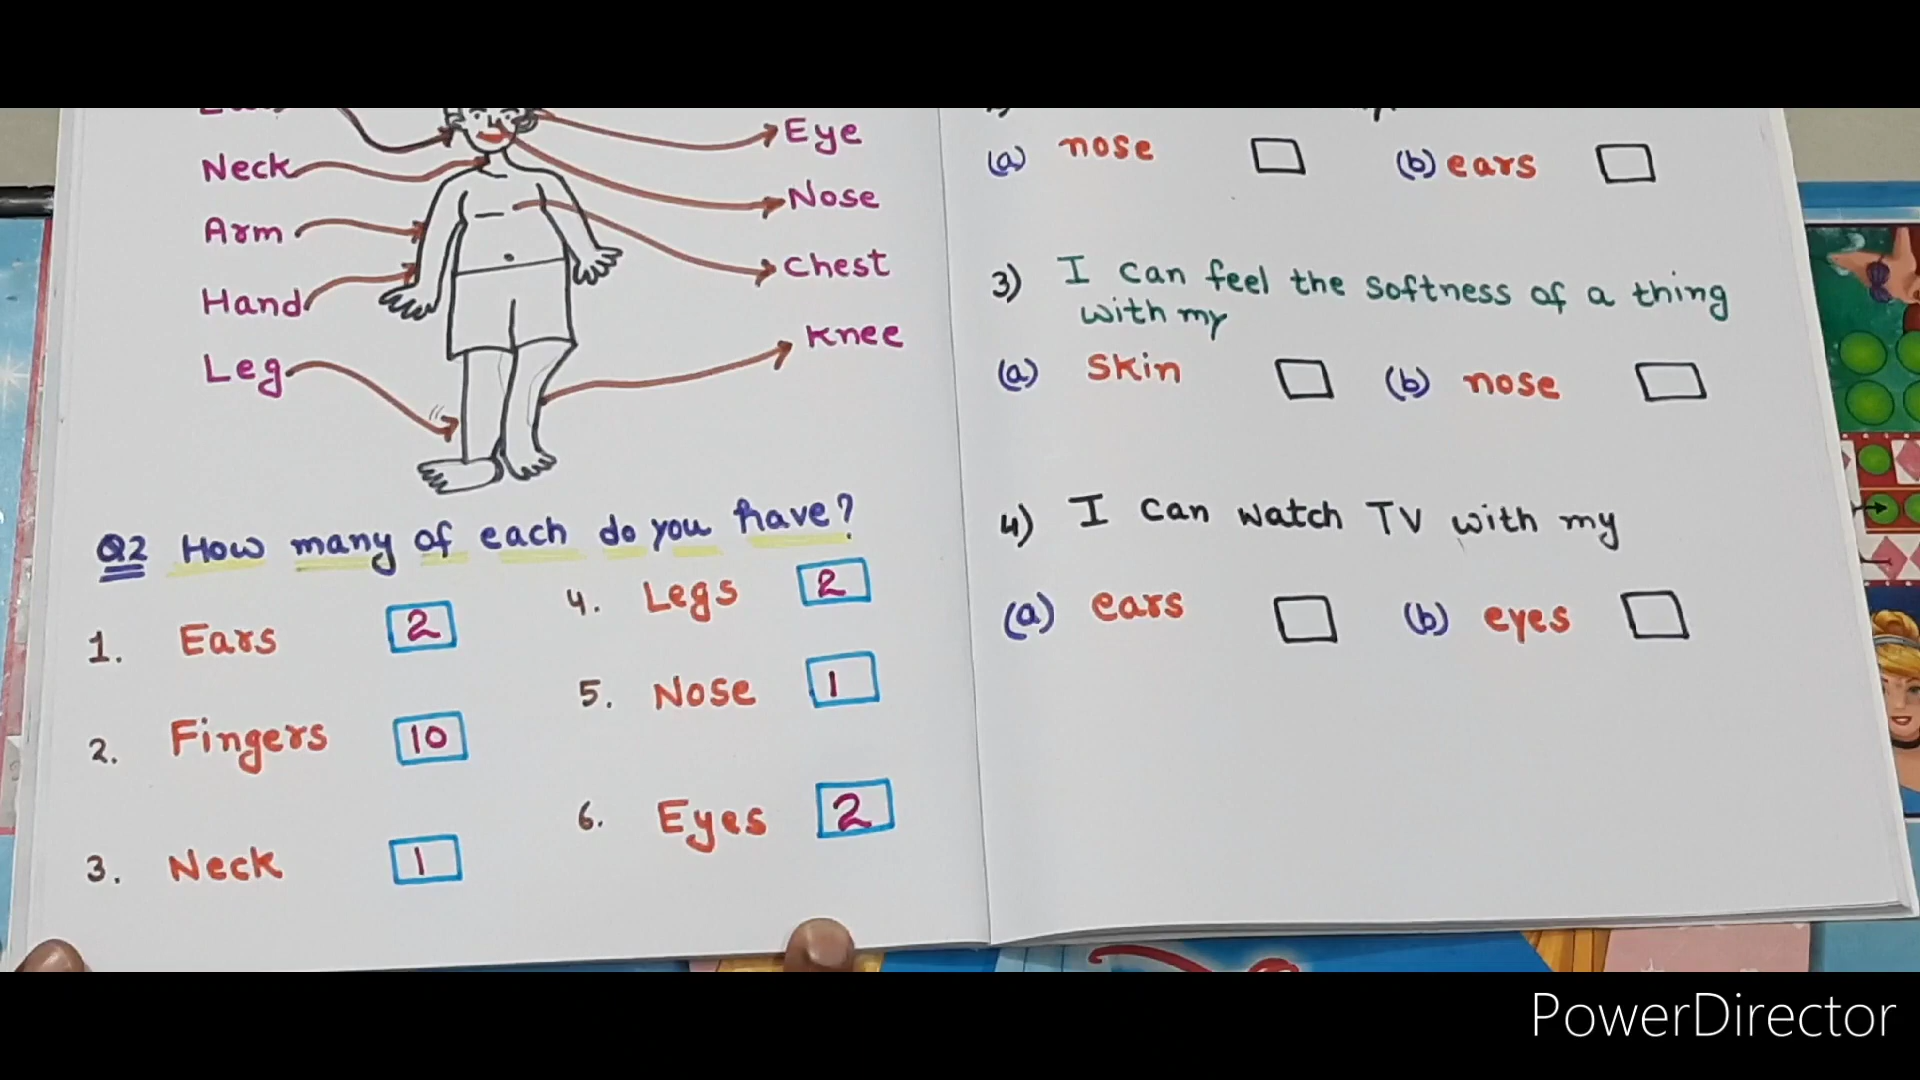 Neck
Arm
Hand
Leg
Eye
Nose
Chest
Knee
Q2 How many of each do you have?
1. Ears 2
2. Fingers 10
3. Neck 1
4. Legs 2
5. Nose 1
6. Eyes 2
(a) nose (b) ears
3) I can feel the softness of a thing
with my
(a) skin (b) nose
4) I can watch TV with my
(a) ears (b) eyes
PowerDirector